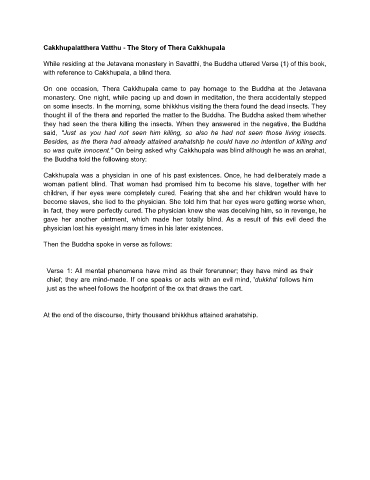 Cakkhupalatthera Vatthu - The Story of Thera Cakkhupala
While residing at the Jetavana monastery in Savatthi, the Buddha uttered Verse (1) of this book,
with reference to Cakkhupala, a blind thera.
On one occasion, Thera Cakkhupala came to pay homage to the Buddha at the Jetavana
monastery. One night, while pacing up and down in meditation, the thera accidentally stepped
on some insects. In the morning, some bhikkhus visiting the thera found the dead insects. They
thought ill of the thera and reported the matter to the Buddha. The Buddha asked them whether
they had seen the thera killing the insects. When they answered in the negative, the Buddha
said, "Just as you had not seen him killing, so also he had not seen those living insects.
Besides, as the thera had already attained arahatship he could have no intention of killing and
so was quite innocent." On being asked why Cakkhupala was blind although he was an arahat,
the Buddha told the following story:
Cakkhupala was a physician in one of his past existences. Once, he had deliberately made a
woman patient blind. That woman had promised him to become his slave, together with her
children, if her eyes were completely cured. Fearing that she and her children would have to
become slaves, she lied to the physician. She told him that her eyes were getting worse when,
in fact, they were perfectly cured. The physician knew she was deceiving him, so in revenge, he
gave her another ointment, which made her totally blind. As a result of this evil deed the
physician lost his eyesight many times in his later existences.
Then the Buddha spoke in verse as follows:
Verse 1: All mental phenomena have mind as their forerunner; they have mind as their
chief; they are mind-made. If one speaks or acts with an evil mind, 'dukkha' follows him
just as the wheel follows the hoofprint of the ox that draws the cart.
At the end of the discourse, thirty thousand bhikkhus attained arahatship.